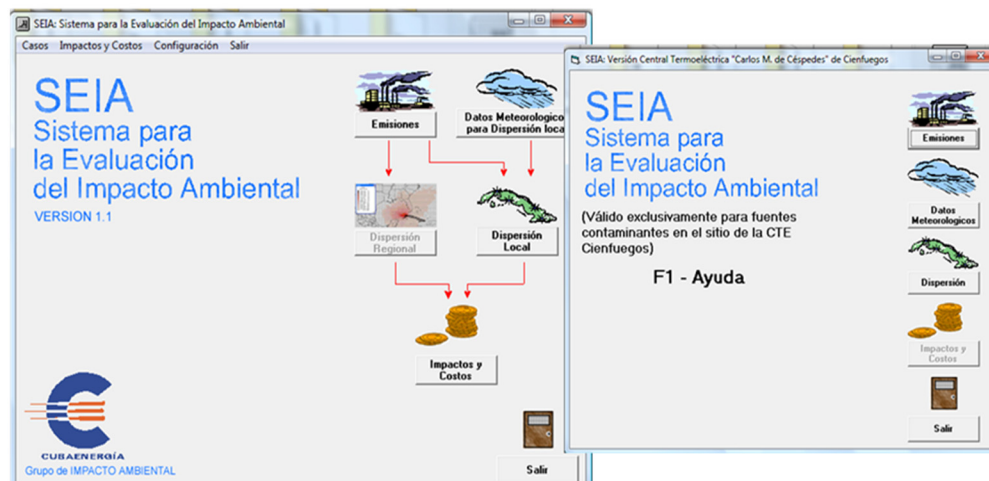 SEIA: Sistema para la Evaluación del Impacto Ambiental
Casos Impactos y Costos Configuración Salir
SEIA
Sistema para
la Evaluación
del Impacto Ambiental
VERSION 1.1
Emisiones
Datos Meteorologico
para Dispersión loca
Dispersión
Regional
Dispersión
Local
Impactos y
Costos
CUBAENERGÍA
Grupo de IMPACTO AMBIENTAL
Salir
SEIA: Versión Central Termoeléctrica "Carlos M. de Céspedes" de Cienfuegos
SEIA
Sistema para
la Evaluación
del Impacto Ambiental
(Válido exclusivamente para fuentes
contaminantes en el sitio de la CTE
Cienfuegos)
F1 - Ayuda
Emisiones
Datos
Meteorologicos
Dispersión
Impactos y
Costos
Salir